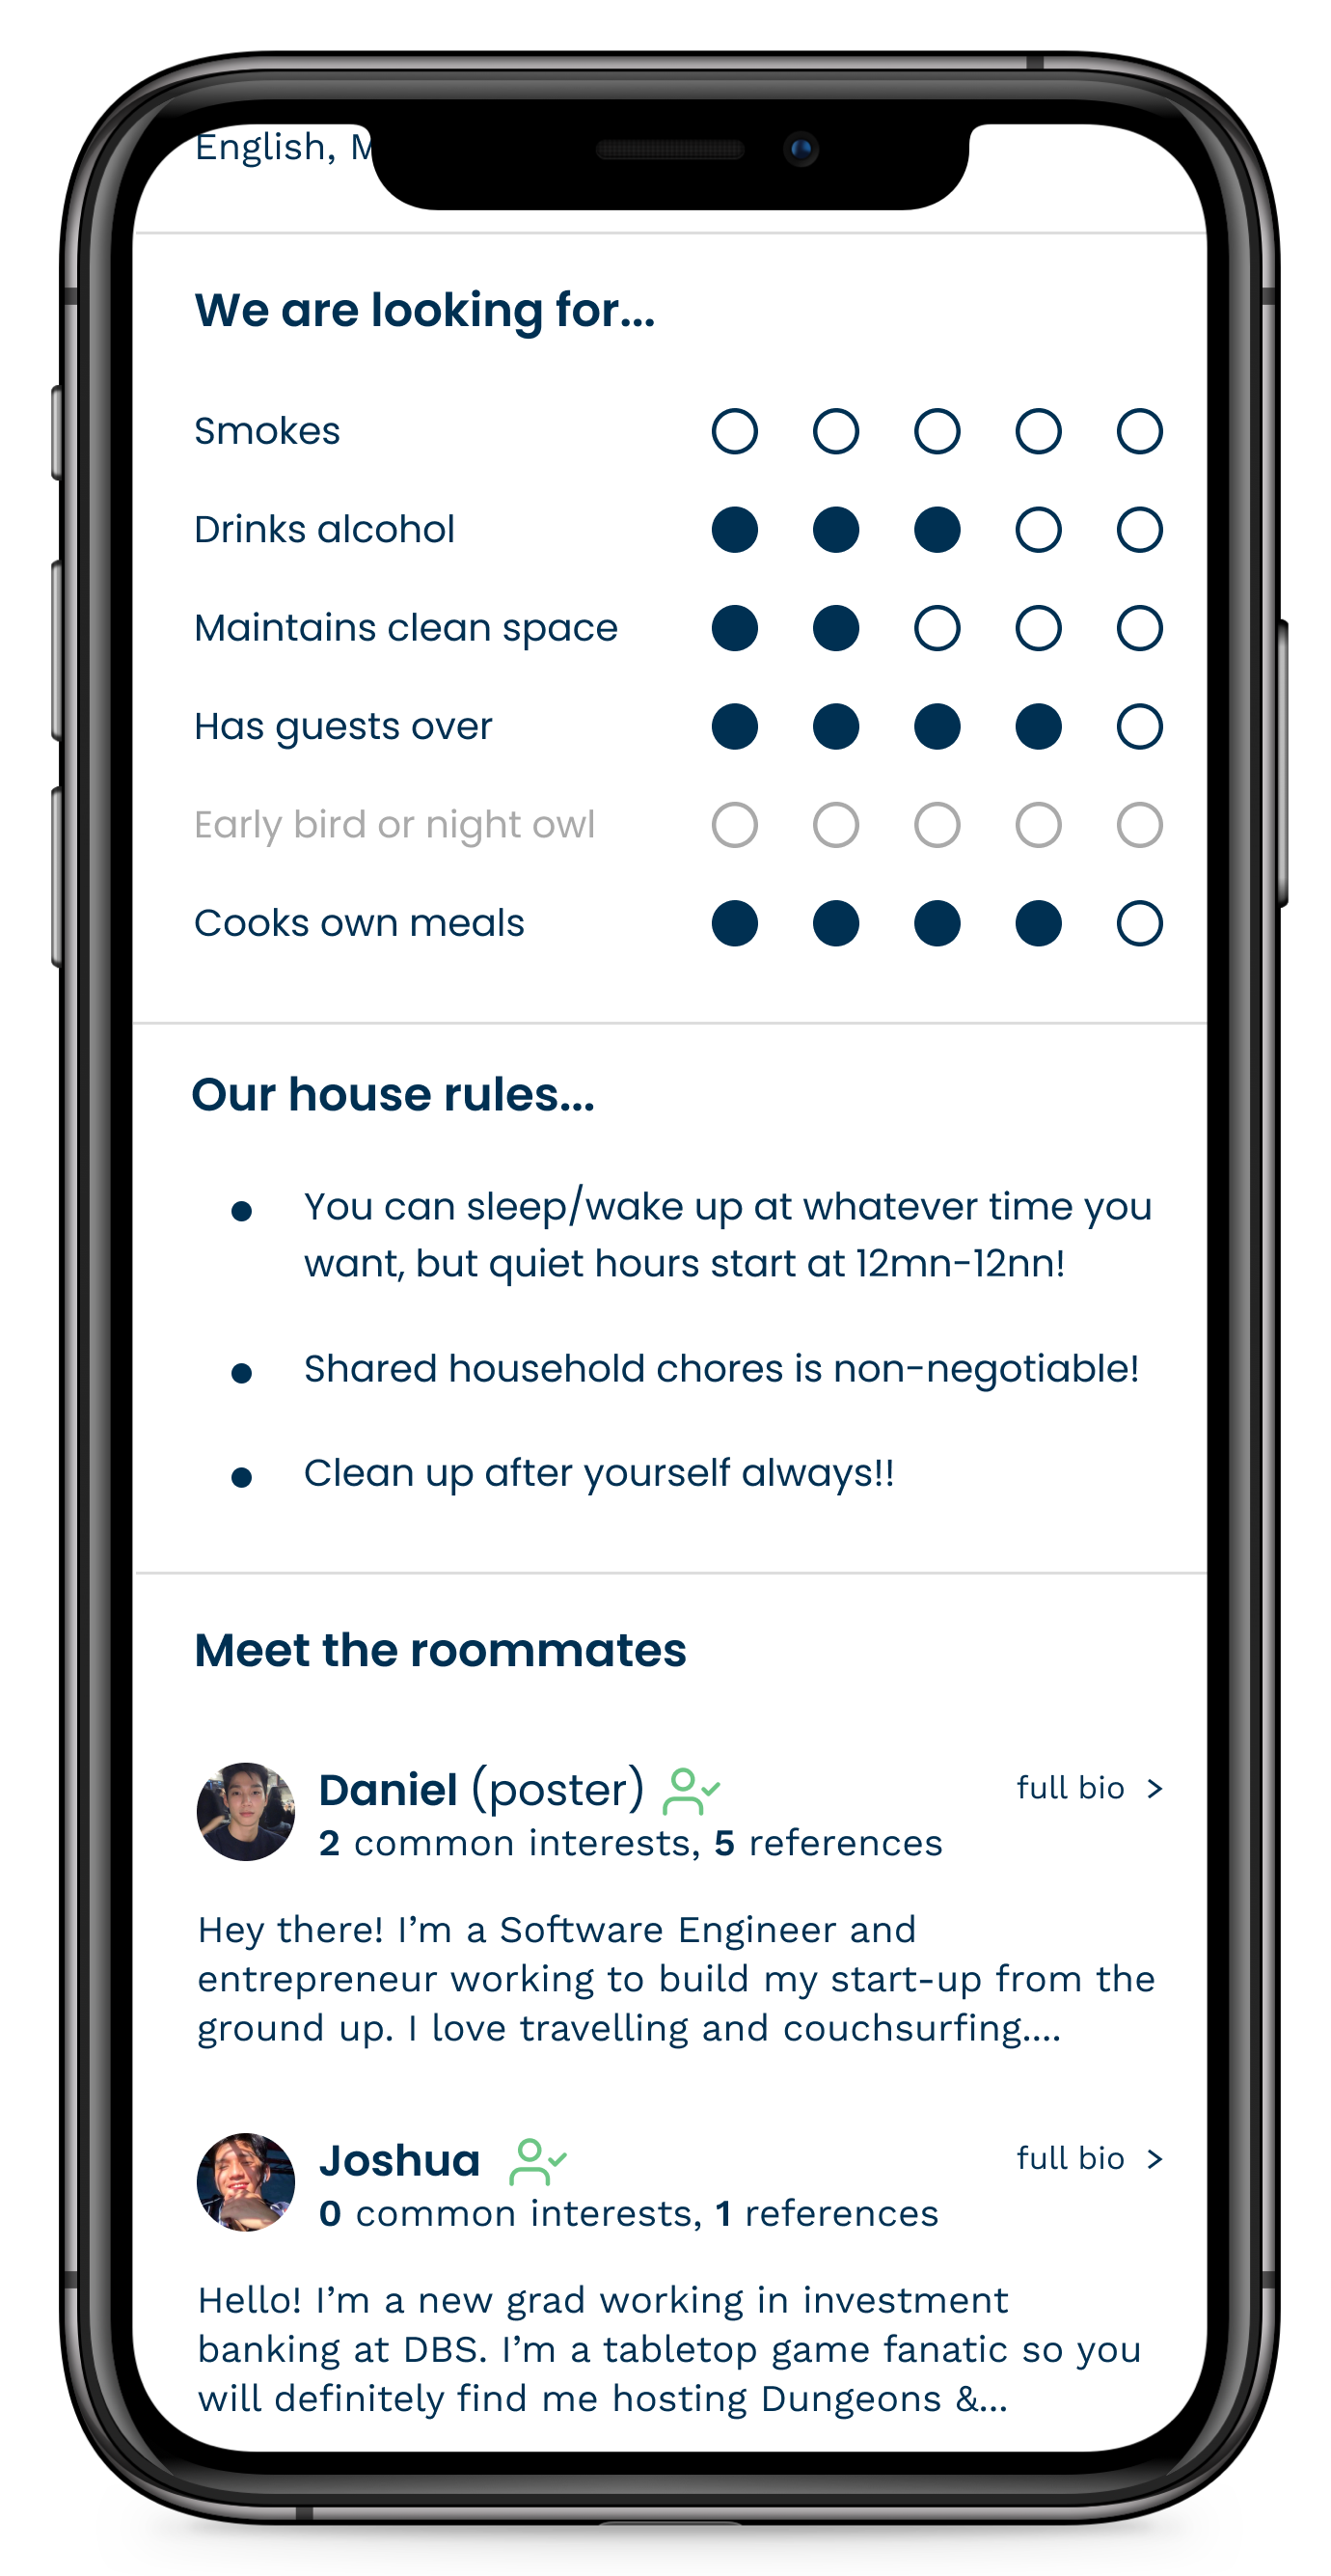 English, M
We are looking for...
Smokes
Drinks alcohol
Maintains clean space
Has guests over
Early bird or night owl
Cooks own meals
Our house rules...
You can sleep/wake up at whatever time you
want, but quiet hours start at 12mn-12nn!
Shared household chores is non-negotiable!
Clean up after yourself always!!
Meet the roommates
Daniel (poster) full bio >
2 common interests, 5 references
Hey there! I’m a Software Engineer and
entrepreneur working to build my start-up from the
ground up. I love travelling and couchsurfing....
Joshua full bio >
0 common interests, 1 references
Hello! I’m a new grad working in investment
banking at DBS. I’m a tabletop game fanatic so you
will definitely find me hosting Dungeons &...